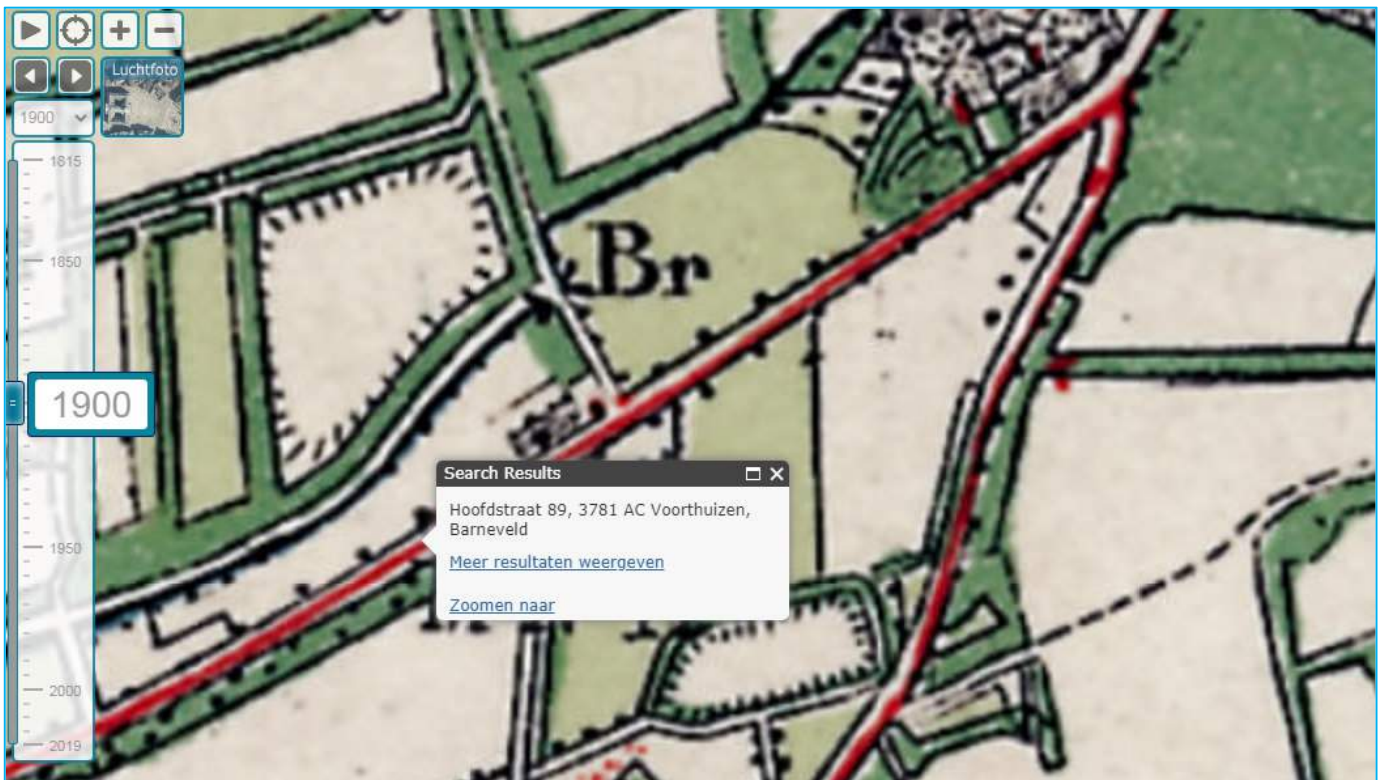 Luchtfoto
1900
1815
1850
1900
1950
2000
2019
Br
Search Results
Hoofdstraat 89, 3781 AC Voorthuizen,
Barneveld
Meer resultaten weergeven
Zoomen naar